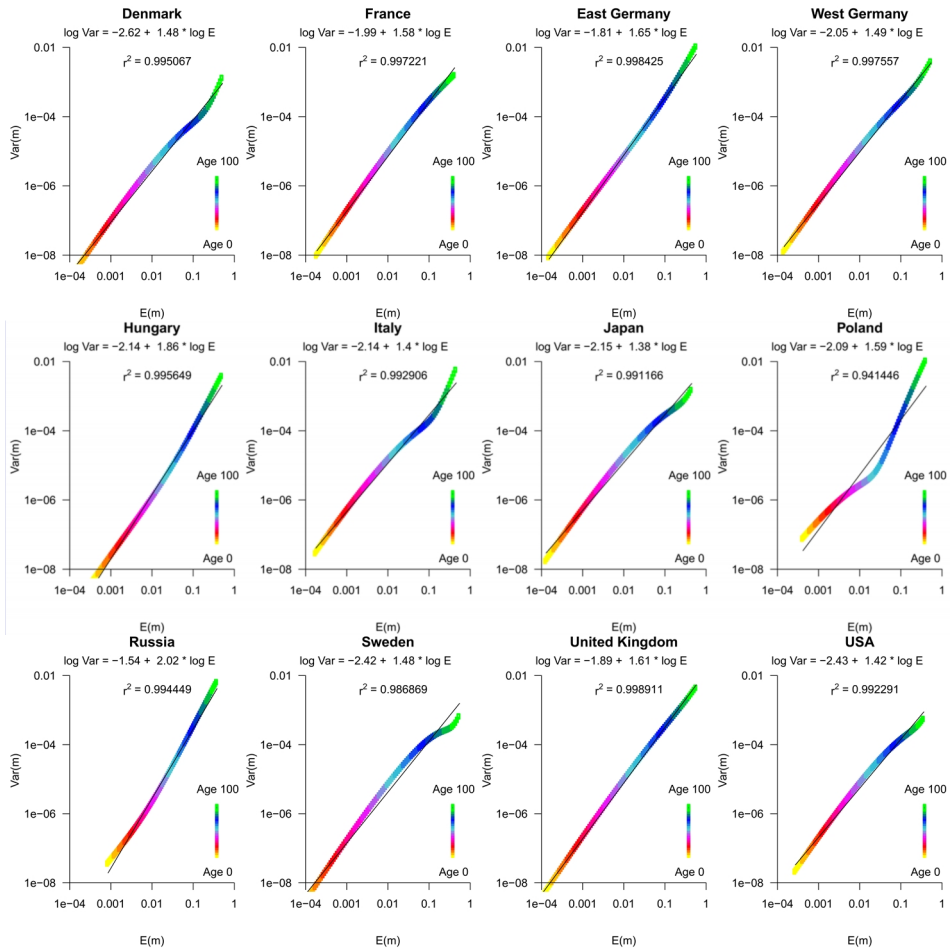 Denmark
log Var = −2.62 + 1.48 * log E
r2 = 0.995067
0.01
1e−04
1e−06
1e−08
Var(m)
Age 100
Age 0
1e−04 0.001 0.01 0.1 1
E(m)
France
log Var = −1.99 + 1.58 * log E
r2 = 0.997221
0.01
1e−04
1e−06
1e−08
Var(m)
Age 100
Age 0
1e−04 0.001 0.01 0.1 1
E(m)
East Germany
log Var = −1.81 + 1.65 * log E
r2 = 0.998425
0.01
1e−04
1e−06
1e−08
Var(m)
Age 100
Age 0
1e−04 0.001 0.01 0.1 1
E(m)
West Germany
log Var = −2.05 + 1.49 * log E
r2 = 0.997557
0.01
1e−04
1e−06
1e−08
Var(m)
Age 100
Age 0
1e−04 0.001 0.01 0.1 1
E(m)
Hungary
log Var = −2.14 + 1.86 * log E
r2 = 0.995649
0.01
1e−04
1e−06
1e−08
Var(m)
Age 100
Age 0
1e−04 0.001 0.01 0.1 1
E(m)
Italy
log Var = −2.14 + 1.4 * log E
r2 = 0.992906
0.01
1e−04
1e−06
1e−08
Var(m)
Age 100
Age 0
1e−04 0.001 0.01 0.1 1
E(m)
Japan
log Var = −2.15 + 1.38 * log E
r2 = 0.991166
0.01
1e−04
1e−06
1e−08
Var(m)
Age 100
Age 0
1e−04 0.001 0.01 0.1 1
E(m)
Poland
log Var = −2.09 + 1.59 * log E
r2 = 0.941446
0.01
1e−04
1e−06
1e−08
Var(m)
Age 100
Age 0
1e−04 0.001 0.01 0.1 1
E(m)
Russia
log Var = −1.54 + 2.02 * log E
r2 = 0.994449
0.01
1e−04
1e−06
1e−08
Var(m)
Age 100
Age 0
1e−04 0.001 0.01 0.1 1
E(m)
Sweden
log Var = −2.42 + 1.48 * log E
r2 = 0.986869
0.01
1e−04
1e−06
1e−08
Var(m)
Age 100
Age 0
1e−04 0.001 0.01 0.1 1
E(m)
United Kingdom
log Var = −1.89 + 1.61 * log E
r2 = 0.998911
0.01
1e−04
1e−06
1e−08
Var(m)
Age 100
Age 0
1e−04 0.001 0.01 0.1 1
E(m)
USA
log Var = −2.43 + 1.42 * log E
r2 = 0.992291
0.01
1e−04
1e−06
1e−08
Var(m)
Age 100
Age 0
1e−04 0.001 0.01 0.1 1
E(m)